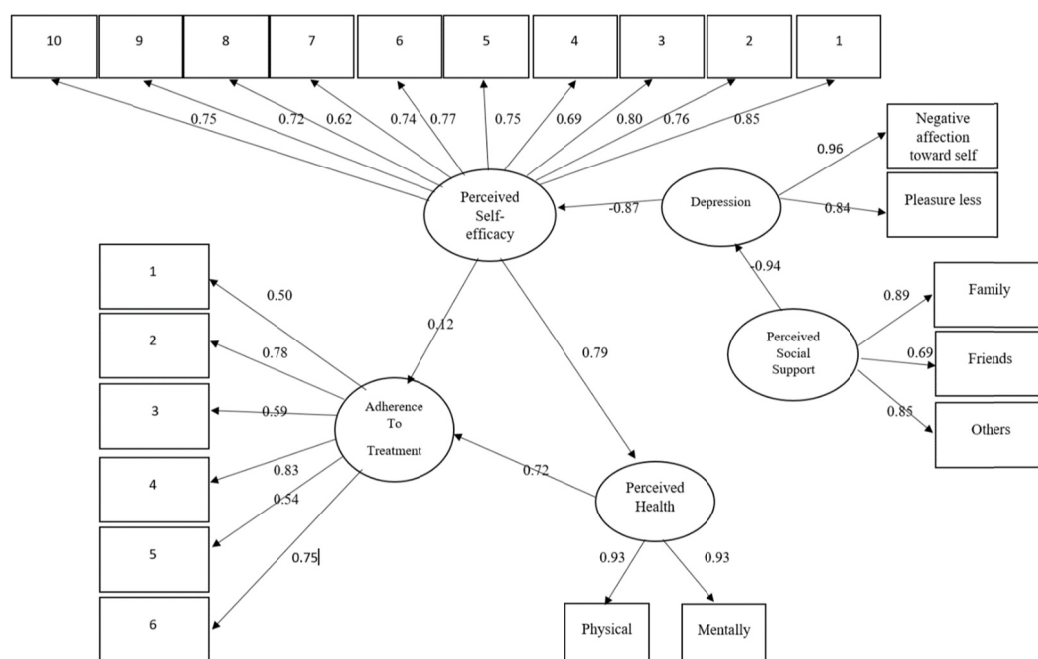 10
9
8
7
6
5
4
3
2
1
0.75
0.72
0.62
0.74
0.77
0.75
0.69
0.80
0.76
0.85
Perceived
Self-
efficacy
-0.87
Depression
0.96
0.84
Negative
affection
toward self
Pleasure less
-0.94
Perceived
Social
Support
0.89
0.69
0.85
Family
Friends
Others
0.12
0.79
1
2
3
4
5
6
0.50
0.78
0.59
0.83
0.54
0.75
Adherence
To
Treatment
0.72
Perceived
Health
0.93
0.93
Physical
Mentally